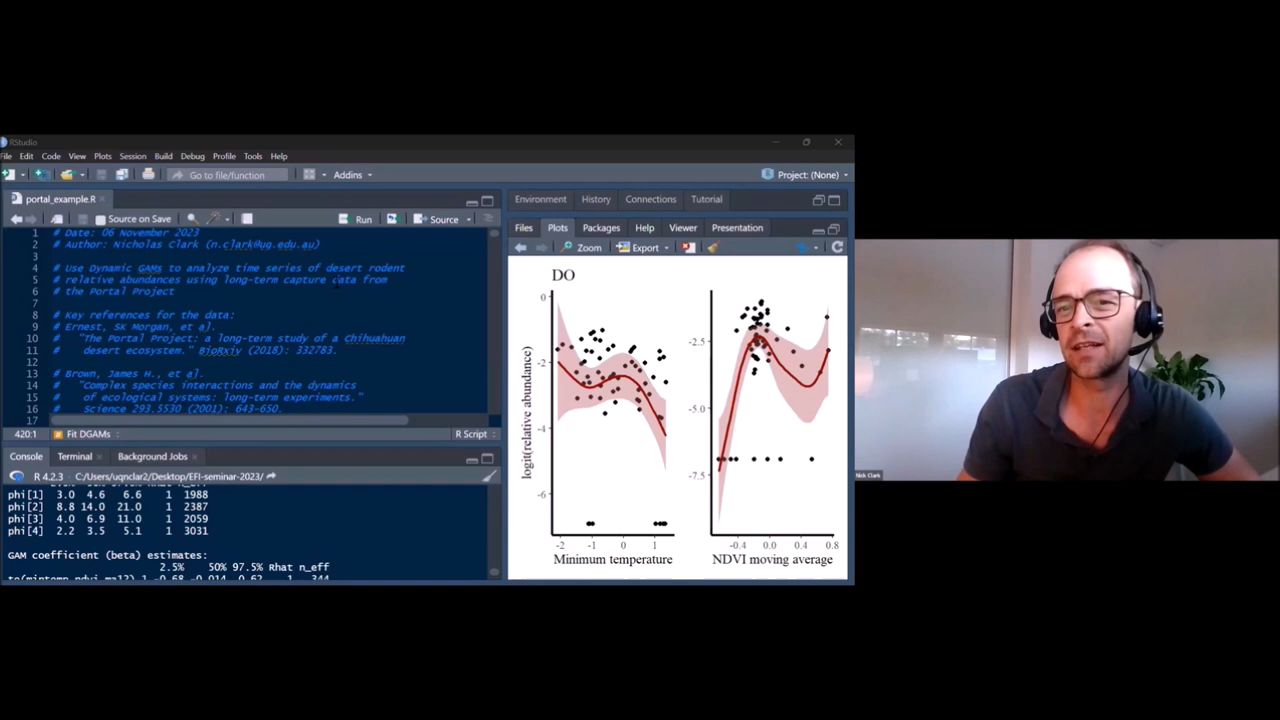 RStudio
File Edit Code View Plots Session Build Debug Profile Tools Help
Go to file/function
Addins
Project: (None)
portal_example.R
Source on Save
Run
Source
1 # Date: 06 November 2023
2 # Author: Nicholas Clark (n.clark@uq.edu.au)
3
4 # Use Dynamic GAMs to analyze time series of desert rodent
5 # relative abundances using long-term capture data from
6 # the Portal Project
7
8 # Key references for the data:
9 # Ernest, SK Morgan, et al.
10 # "The Portal Project: a long-term study of a Chihuahuan
11 # desert ecosystem." BioRxiv (2018): 332783.
12
13 # Brown, James H., et al.
14 # "Complex species interactions and the dynamics
15 # of ecological systems: long-term experiments."
16 # Science 293.5530 (2001): 643-650.
17
420:1 Fit DGAMs R Script
Console Terminal Background Jobs
R 4.2.3 C:/Users/uqnclar2/Desktop/EFI-seminar-2023/
phi[1] 3.0 4.6 6.6 1 1988
phi[2] 8.8 14.0 21.0 1 2387
phi[3] 4.0 6.9 11.0 1 2059
phi[4] 2.2 3.5 5.1 1 3031
GAM coefficient (beta) estimates:
2.5% 50% 97.5% Rhat n_eff
te(mintemp,ndvi_ma12).1 -0.68 -0.014 0.62 1 344
Environment History Connections Tutorial
Files Plots Packages Help Viewer Presentation
Zoom Export
DO
logit(relative abundance)
0
-2
-4
-6
-2 -1 0 1
Minimum temperature
-2.5
-5.0
-7.5
-0.4 0.0 0.4 0.8
NDVI moving average
Nick Clark